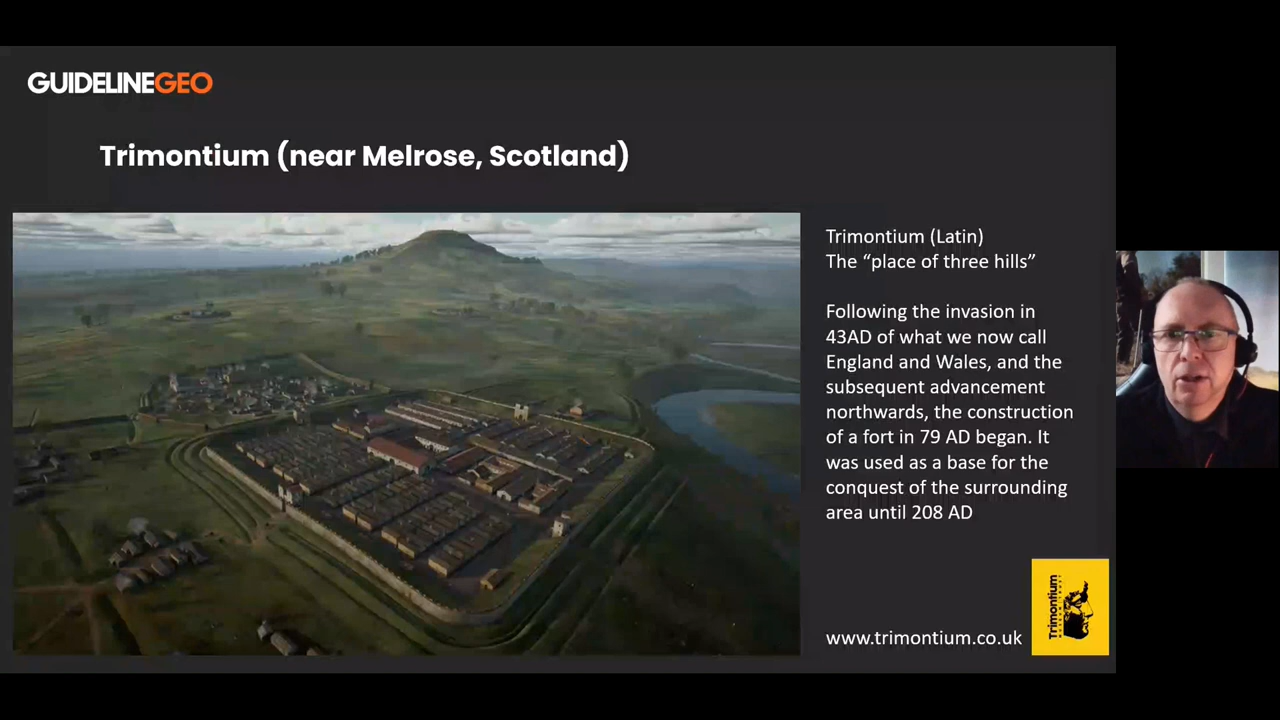 GUIDELINEGEO
Trimontium (near Melrose, Scotland)
Trimontium (Latin)
The “place of three hills”
Following the invasion in
43AD of what we now call
England and Wales, and the
subsequent advancement
northwards, the construction
of a fort in 79 AD began. It
was used as a base for the
conquest of the surrounding
area until 208 AD
www.trimontium.co.uk
Trimontium